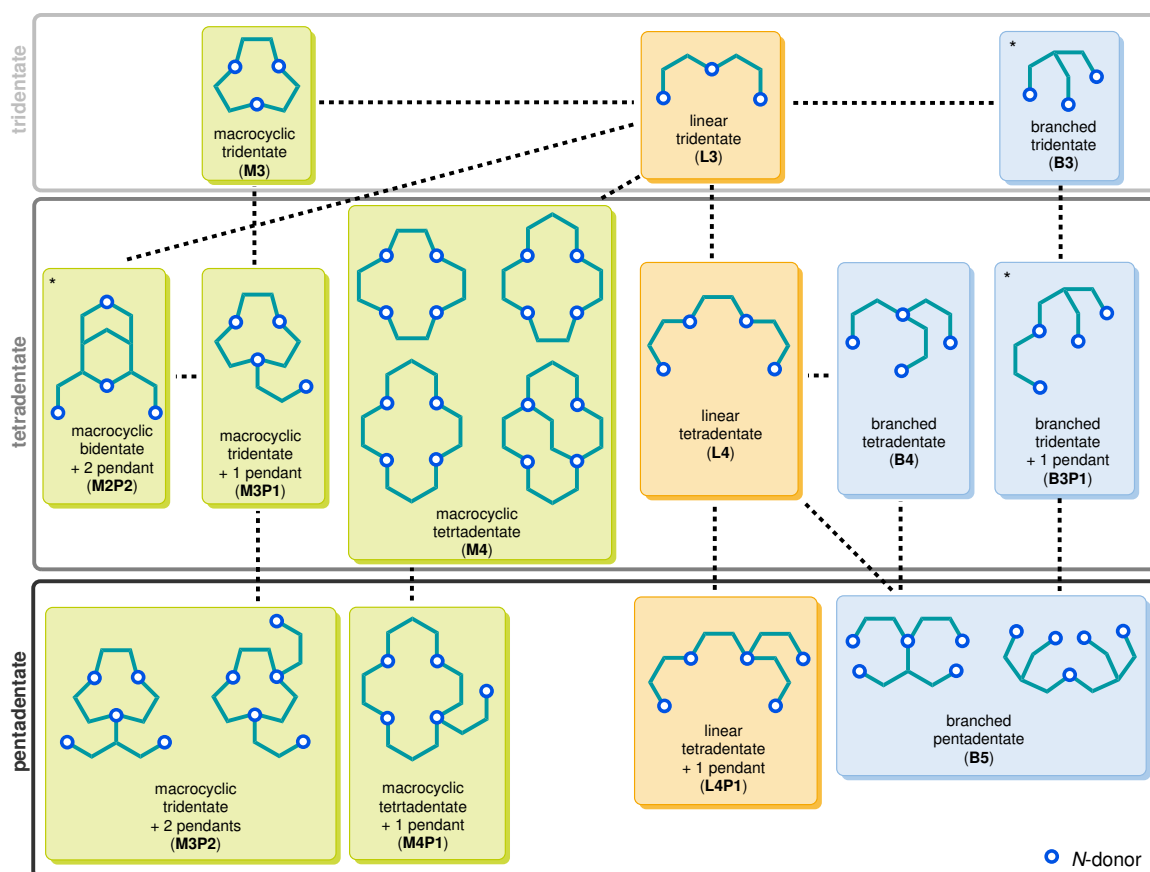 tridentate
macrocyclic
tridentate
(M3)
linear
tridentate
(L3)
*
branched
tridentate
(B3)
tetradentate
*
macrocyclic
bidentate
+ 2 pendant
(M2P2)
macrocyclic
tridentate
+ 1 pendant
(M3P1)
macrocyclic
tetrtadentate
(M4)
linear
tetradentate
(L4)
branched
tetradentate
(B4)
*
branched
tridentate
+ 1 pendant
(B3P1)
pentadentate
macrocyclic
tridentate
+ 2 pendants
(M3P2)
macrocyclic
tetrtadentate
+ 1 pendant
(M4P1)
linear
tetradentate
+ 1 pendant
(L4P1)
branched
pentadentate
(B5)
N-donor